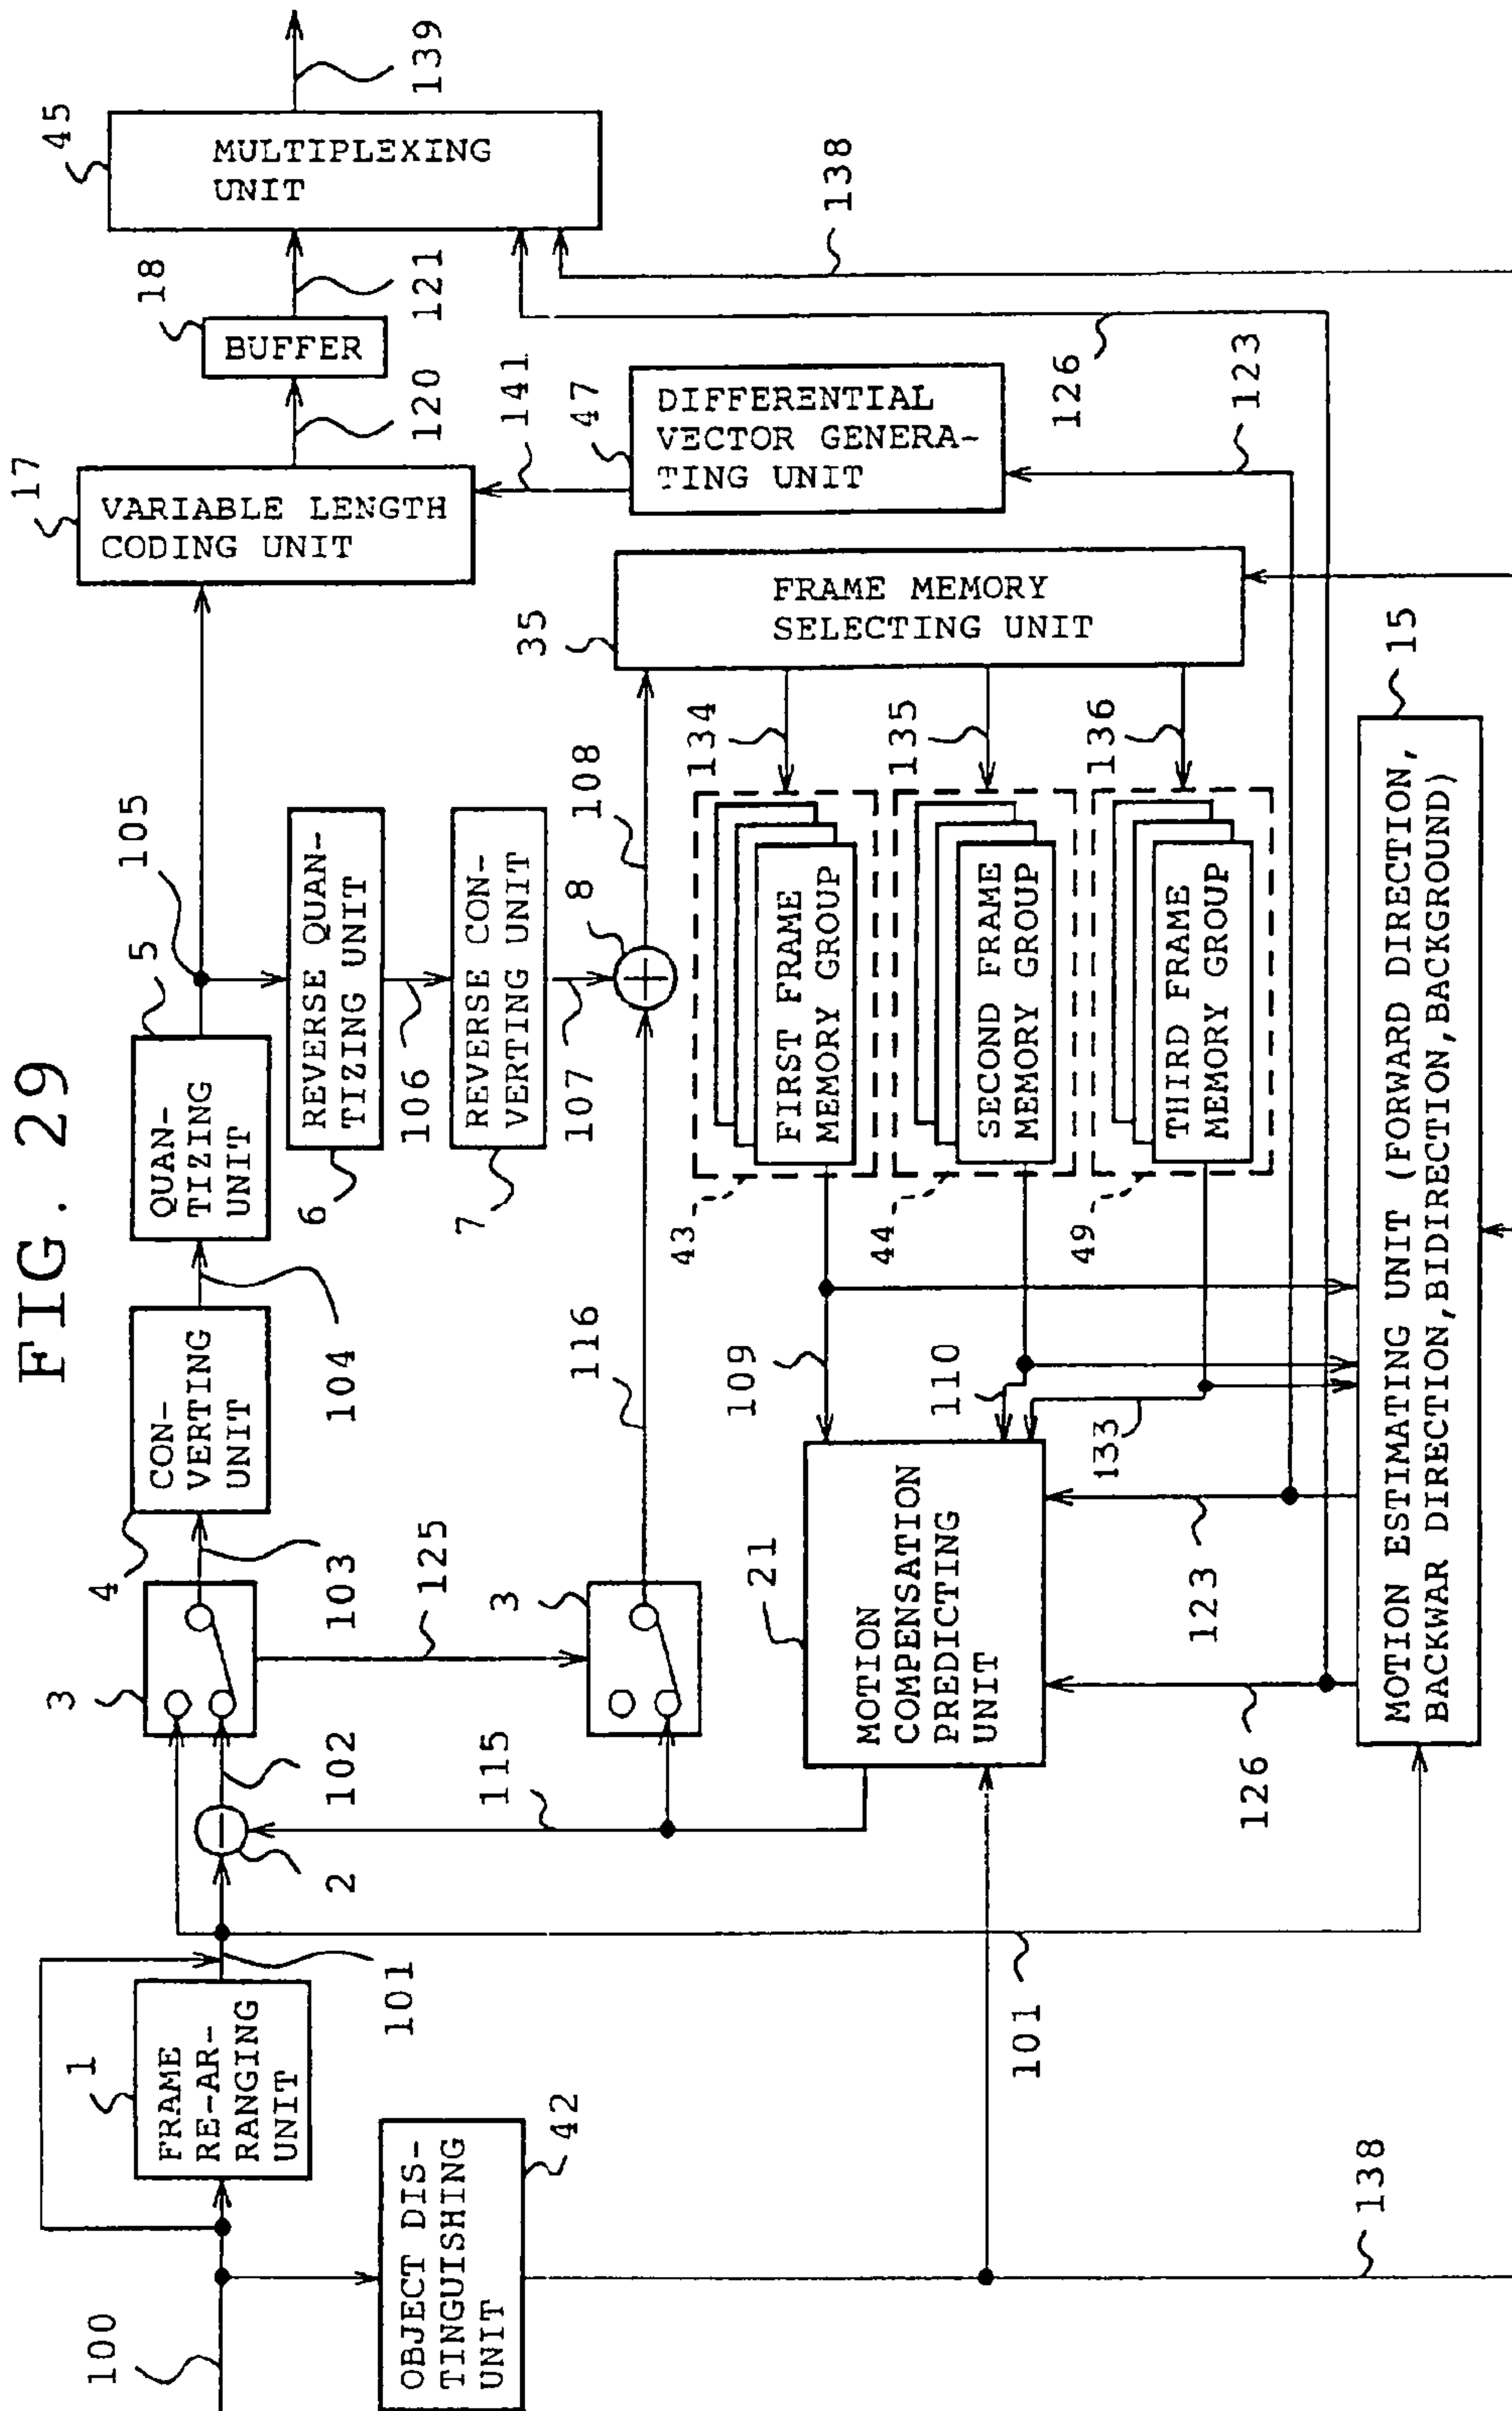 FIG. 29
100
1
FRAME
RE-AR-
RANGING
UNIT
101
2
102
3
103
4
CON-
VERTING
UNIT
104
5
QUAN-
TIZING
UNIT
105
17
VARIABLE LENGTH
CODING UNIT
120
18
BUFFER
121
45
MULTIPLEXING
UNIT
139
OBJECT DIS-
TINGUISHING
UNIT
42
125
115
3
116
6
REVERSE QUAN-
TIZING UNIT
106
7
REVERSE CON-
VERTING UNIT
107
8
108
141
47
DIFFERENTIAL
VECTOR GENERA-
TING UNIT
35
FRAME MEMORY
SELECTING UNIT
134
135
136
43
FIRST FRAME
MEMORY GROUP
44
SECOND FRAME
MEMORY GROUP
49
THIRD FRAME
MEMORY GROUP
109
110
133
21
MOTION
COMPENSATION
PREDICTING
UNIT
101
126
123
126
123
138
138
15
MOTION ESTIMATING UNIT (FORWARD DIRECTION,
BACKWAR DIRECTION,BIDIRECTION,BACKGROUND)